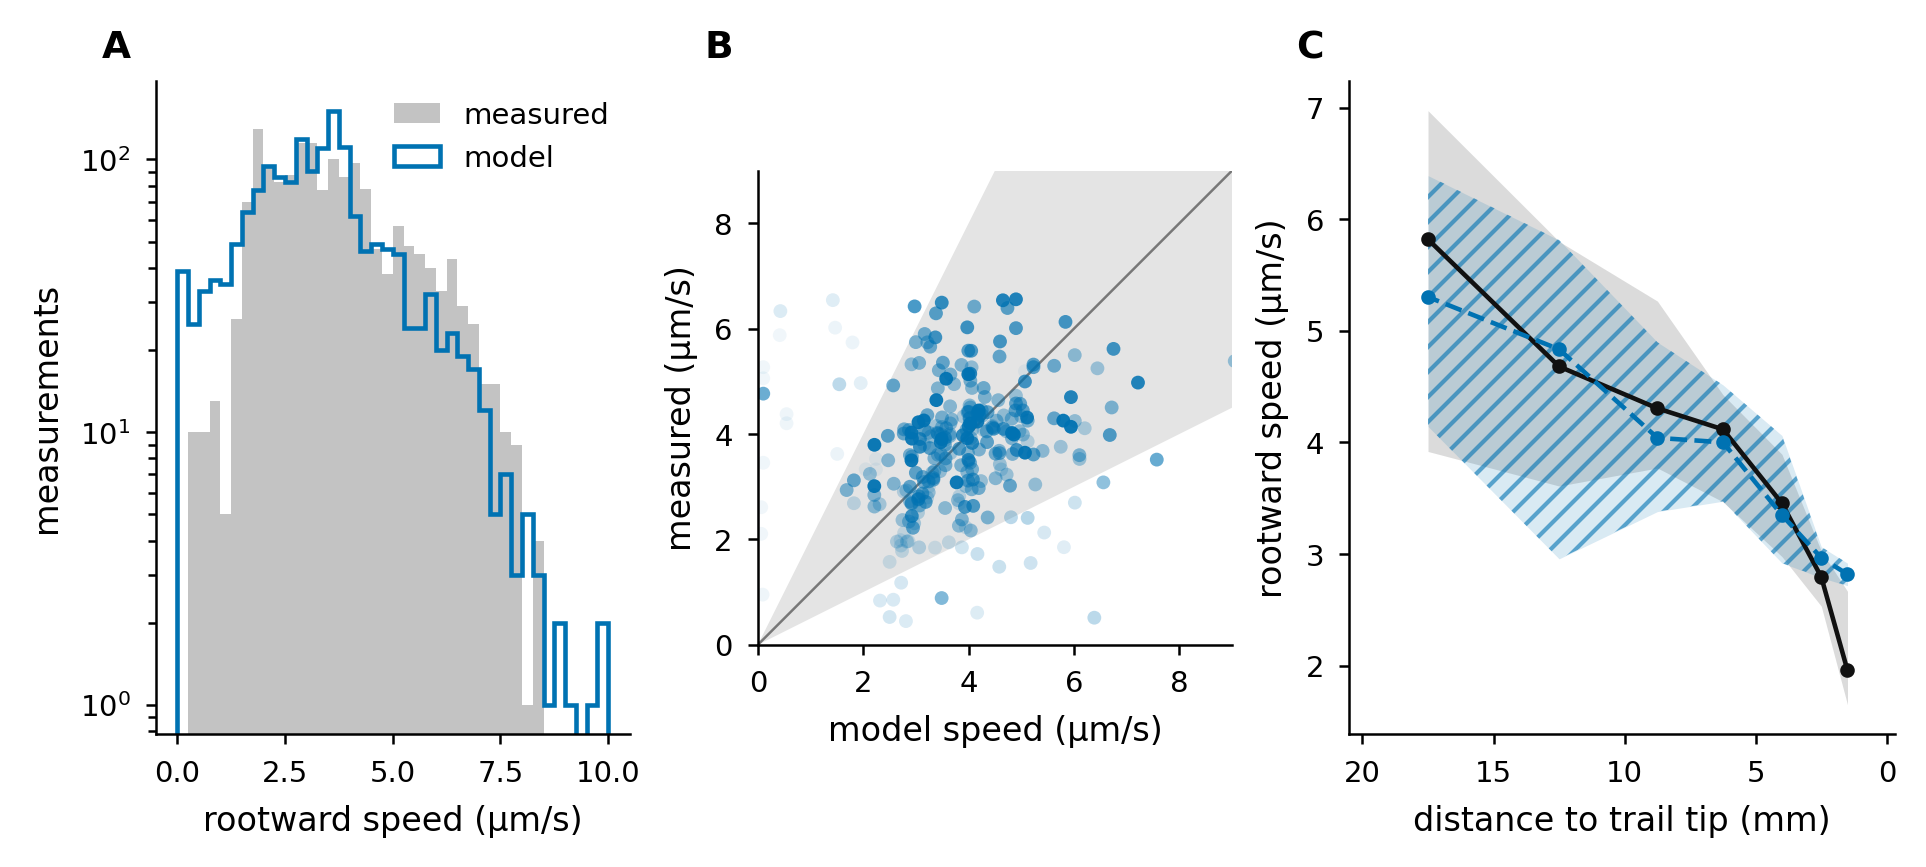 A
measurements
10²
10¹
10⁰
measured
model
0.0 2.5 5.0 7.5 10.0
rootward speed (µm/s)
B
measured (µm/s)
8
6
4
2
0
0 2 4 6 8
model speed (µm/s)
C
rootward speed (µm/s)
7
6
5
4
3
2
20 15 10 5 0
distance to trail tip (mm)